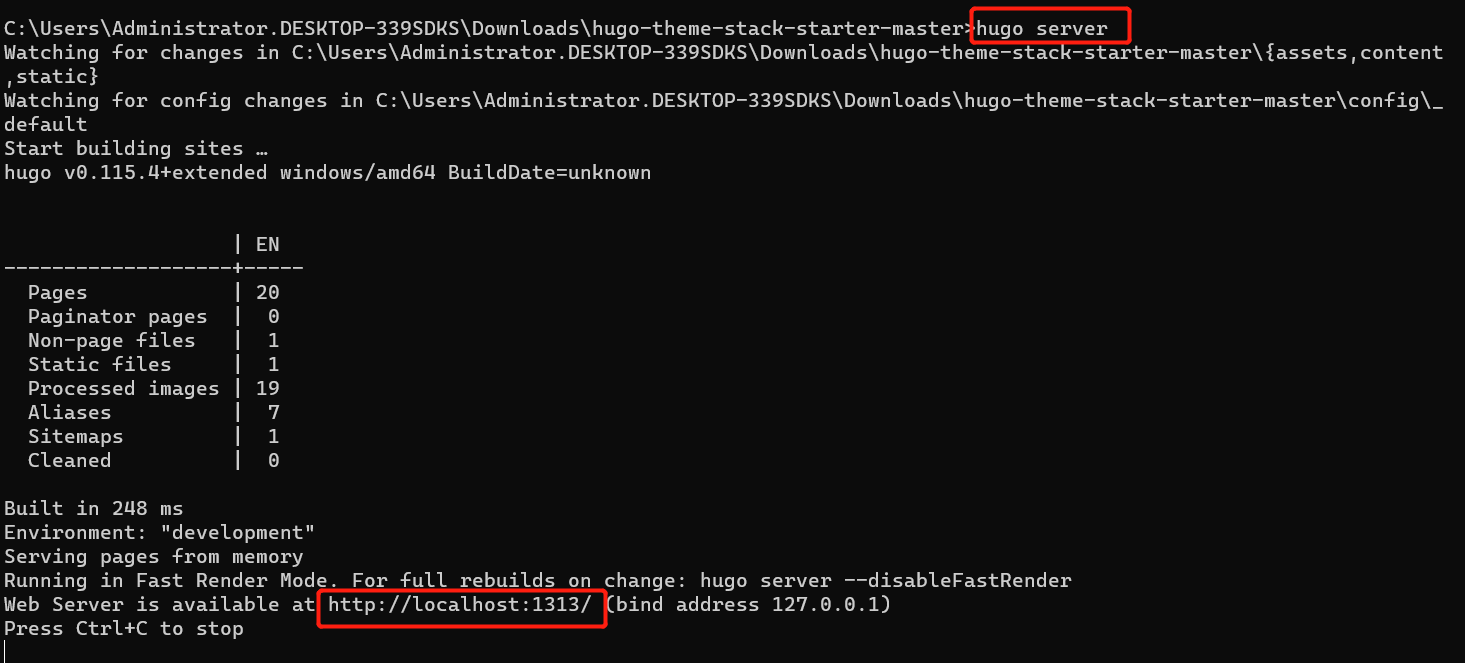 C:\Users\Administrator.DESKTOP-339SDKS\Downloads\hugo-theme-stack-starter-master>hugo server
Watching for changes in C:\Users\Administrator.DESKTOP-339SDKS\Downloads\hugo-theme-stack-starter-master\{assets,content
,static}
Watching for config changes in C:\Users\Administrator.DESKTOP-339SDKS\Downloads\hugo-theme-stack-starter-master\config\_
default
Start building sites …
hugo v0.115.4+extended windows/amd64 BuildDate=unknown
                   | EN
-------------------+-----
  Pages            | 20
  Paginator pages  |  0
  Non-page files   |  1
  Static files     |  1
  Processed images | 19
  Aliases          |  7
  Sitemaps         |  1
  Cleaned          |  0
Built in 248 ms
Environment: "development"
Serving pages from memory
Running in Fast Render Mode. For full rebuilds on change: hugo server --disableFastRender
Web Server is available at http://localhost:1313/ (bind address 127.0.0.1)
Press Ctrl+C to stop